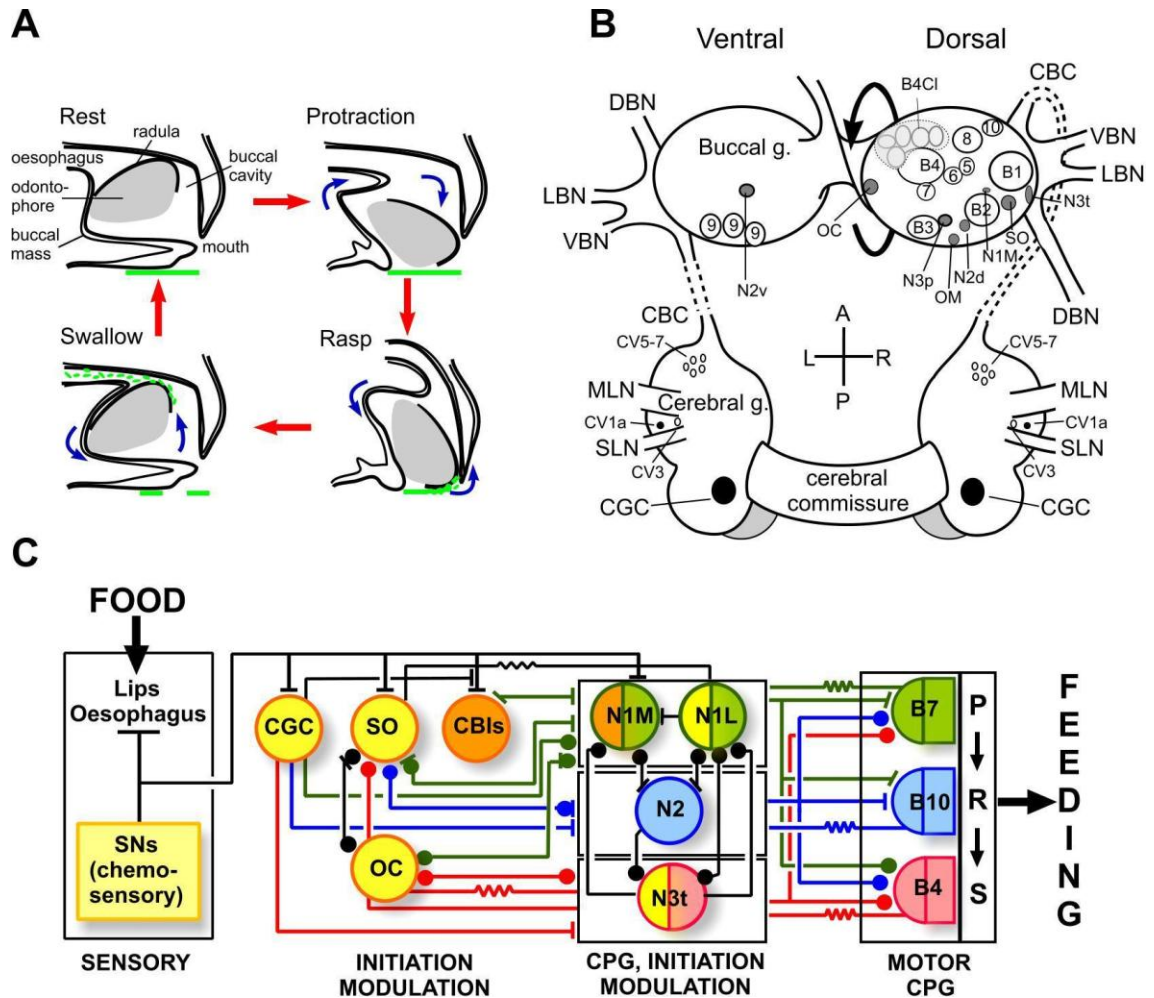 A
Rest
radula
oesophagus
buccal
cavity
odonto-
phore
buccal
mass
mouth
Protraction
Swallow
Rasp
B
Ventral
Dorsal
DBN
LBN
VBN
Buccal g.
9
9
9
N2v
OC
B4Cl
8
10
B4
5
6
7
B1
B2
B3
CBC
VBN
LBN
N3t
SO
N1M
N2d
OM
N3p
DBN
CBC
A
L
R
P
CV5-7
MLN
Cerebral g.
CV1a
SLN
CV3
CGC
cerebral
commissure
CV5-7
MLN
CV1a
SLN
CV3
CGC
C
FOOD
Lips
Oesophagus
SNs
(chemo-
sensory)
SENSORY
CGC
SO
CBIs
OC
INITIATION
MODULATION
N1M
N1L
N2
N3t
CPG, INITIATION
MODULATION
B7
B10
B4
P
R
S
MOTOR
CPG
FEEDING